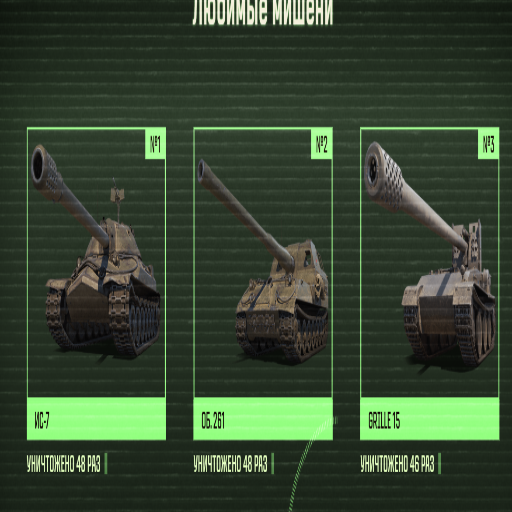 Любимые мишени
№1
№2
№3
ИС-7
ОБ. 261
GRILLE 15
УНИЧТОЖЕНО 48 РАЗ
УНИЧТОЖЕНО 48 РАЗ
УНИЧТОЖЕНО 46 РАЗ